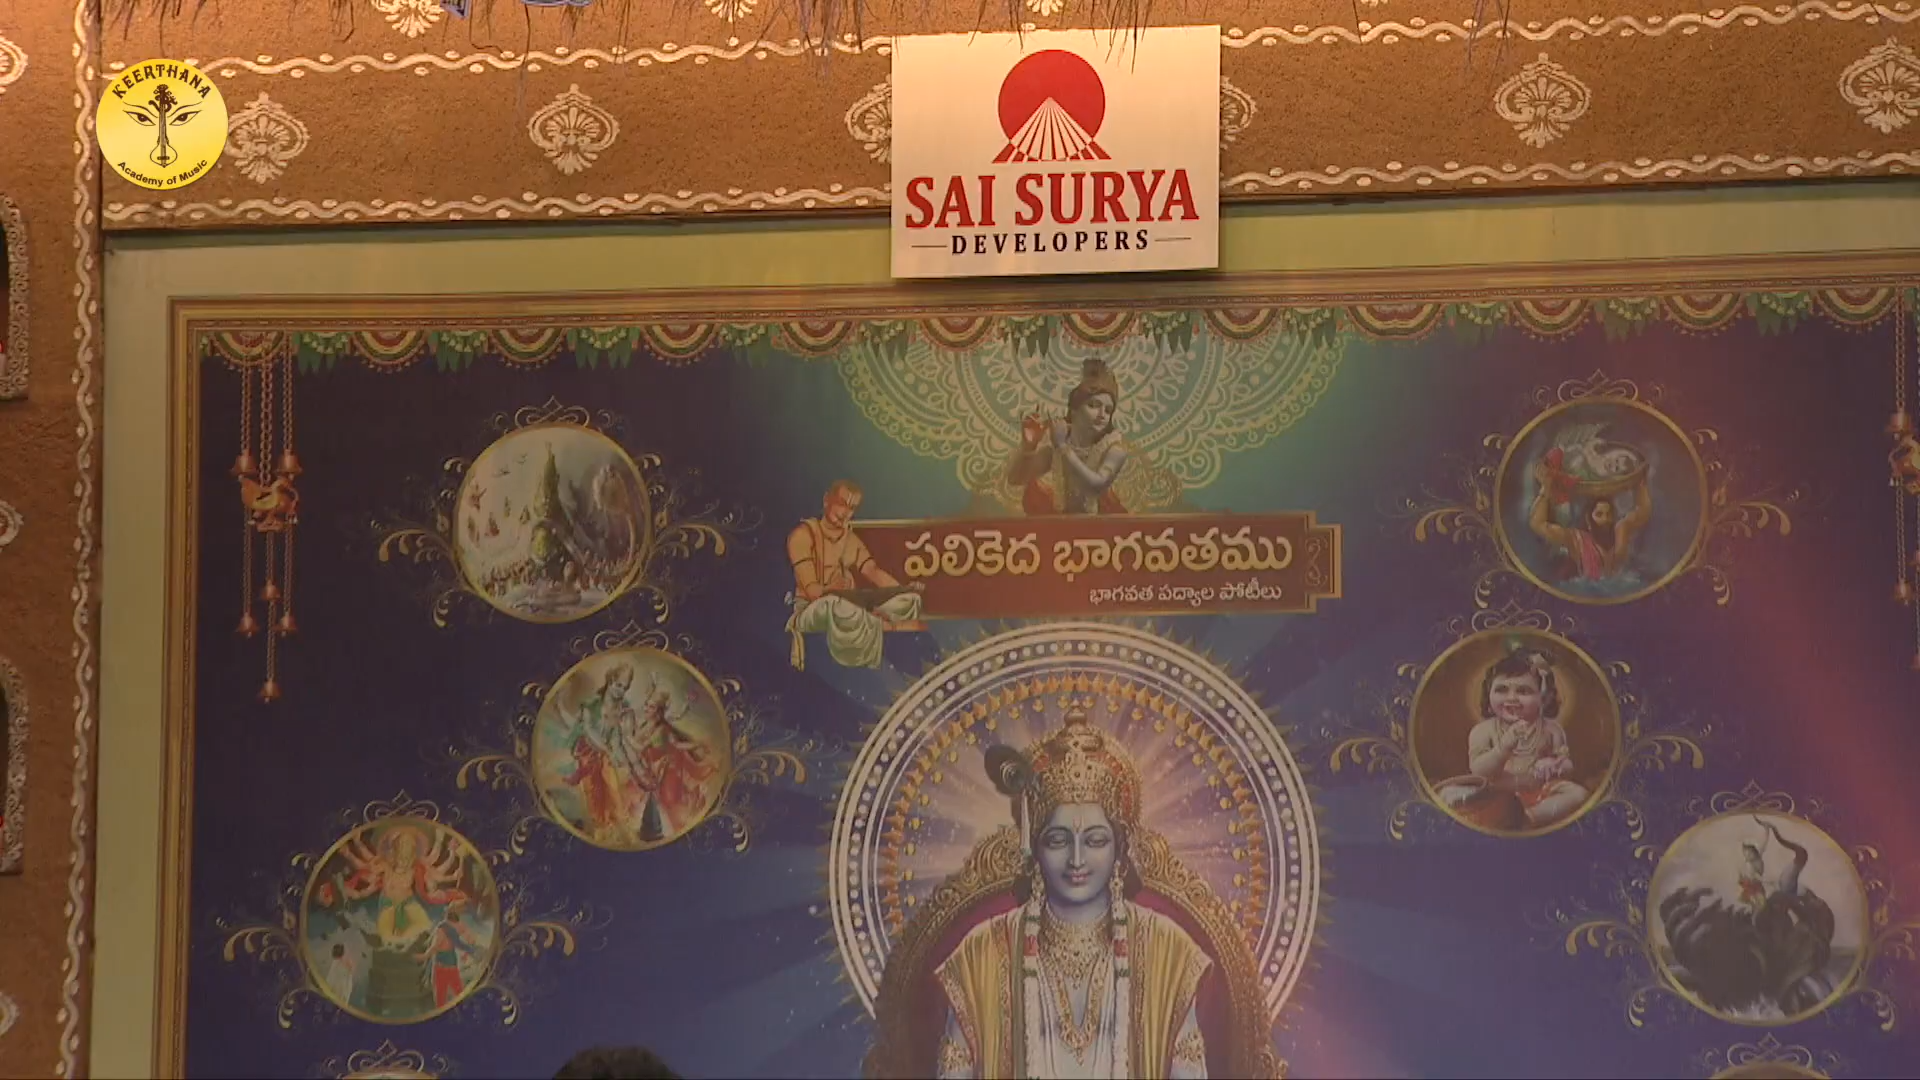 KEERTHANA
Academy of Music
SAI SURYA
DEVELOPERS
పలికెద భాగవతము
భాగవత పద్యాల పోటీలు